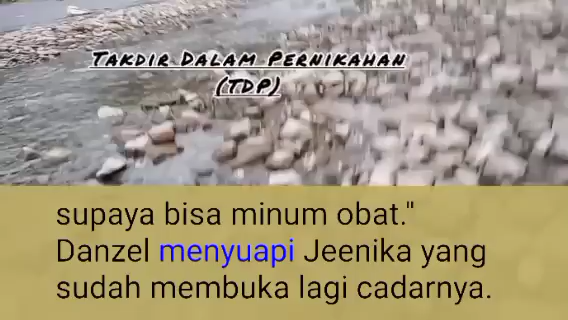 Takdir Dalam Pernikahan
(TDP)
supaya bisa minum obat."
Danzel menyuapi Jeenika yang
sudah membuka lagi cadarnya.